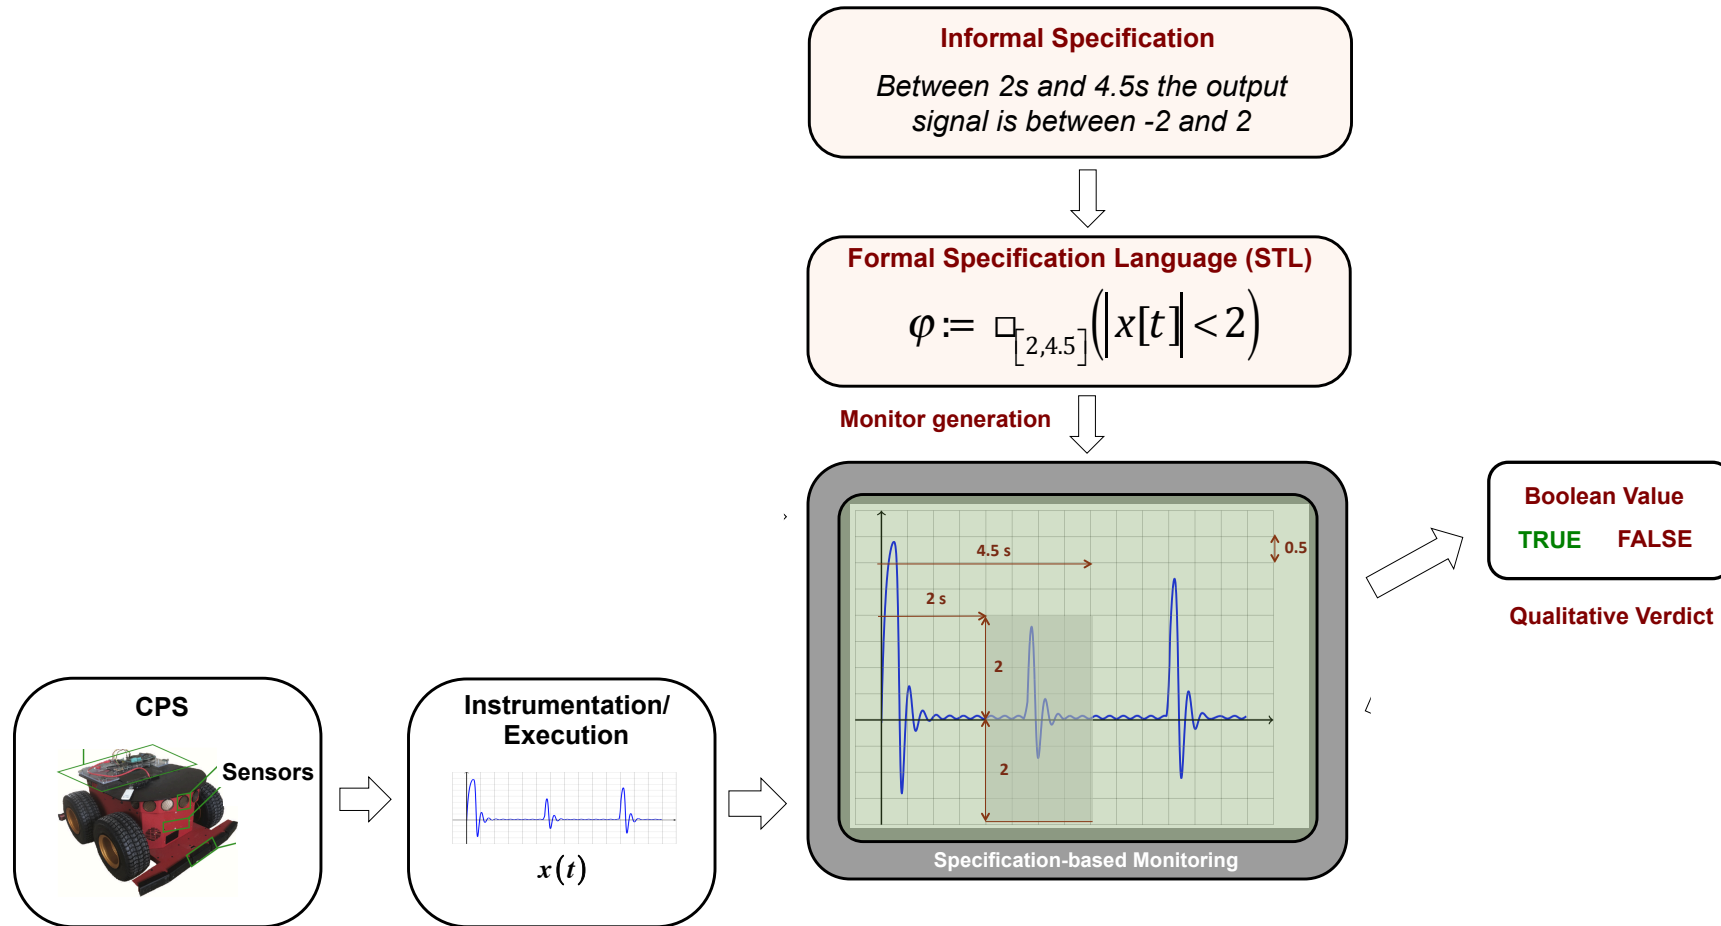 Informal Specification
Between 2s and 4.5s the output
signal is between -2 and 2
Formal Specification Language (STL)
φ := □[2,4.5](|x[t]| < 2)
Monitor generation
4.5 s
0.5
2 s
2
2
Specification-based Monitoring
Boolean Value
TRUE FALSE
Qualitative Verdict
CPS
Sensors
Instrumentation/
Execution
x(t)